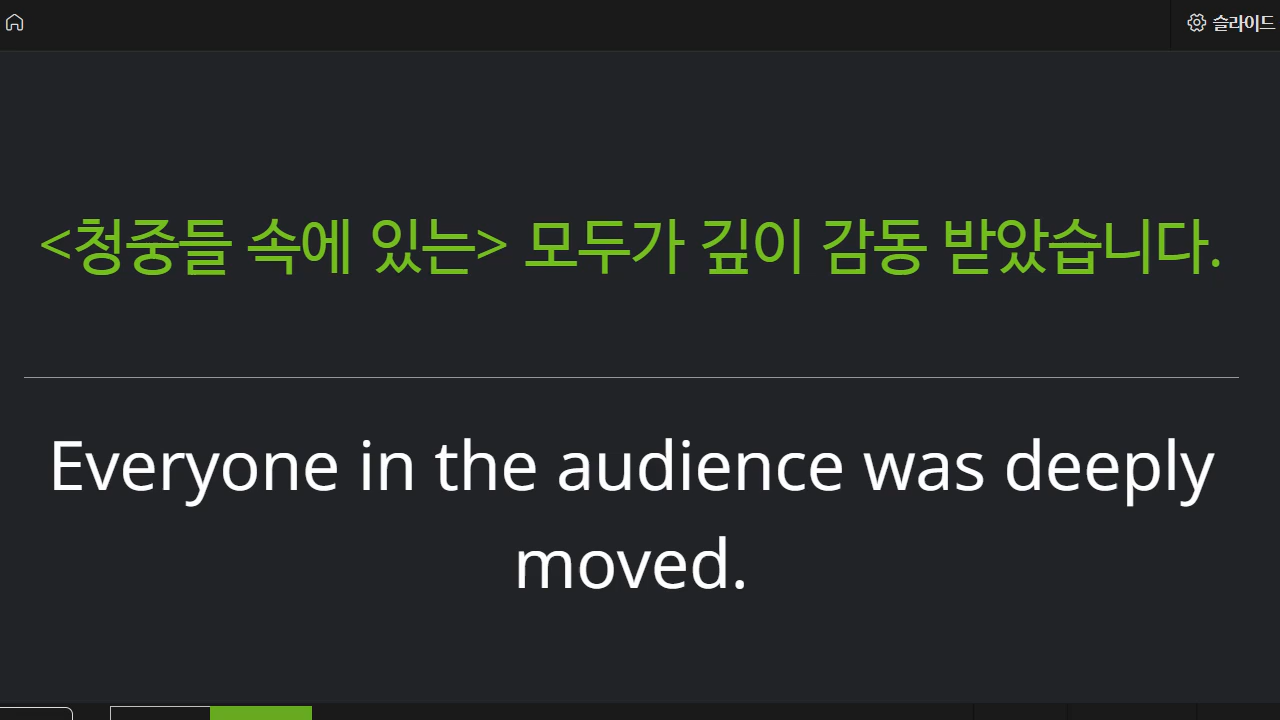 슬라이드
<청중들 속에 있는> 모두가 깊이 감동 받았습니다.
Everyone in the audience was deeply
moved.